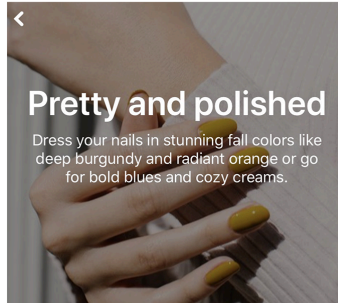 Pretty and polished
Dress your nails in stunning fall colors like
deep burgundy and radiant orange or go
for bold blues and cozy creams.